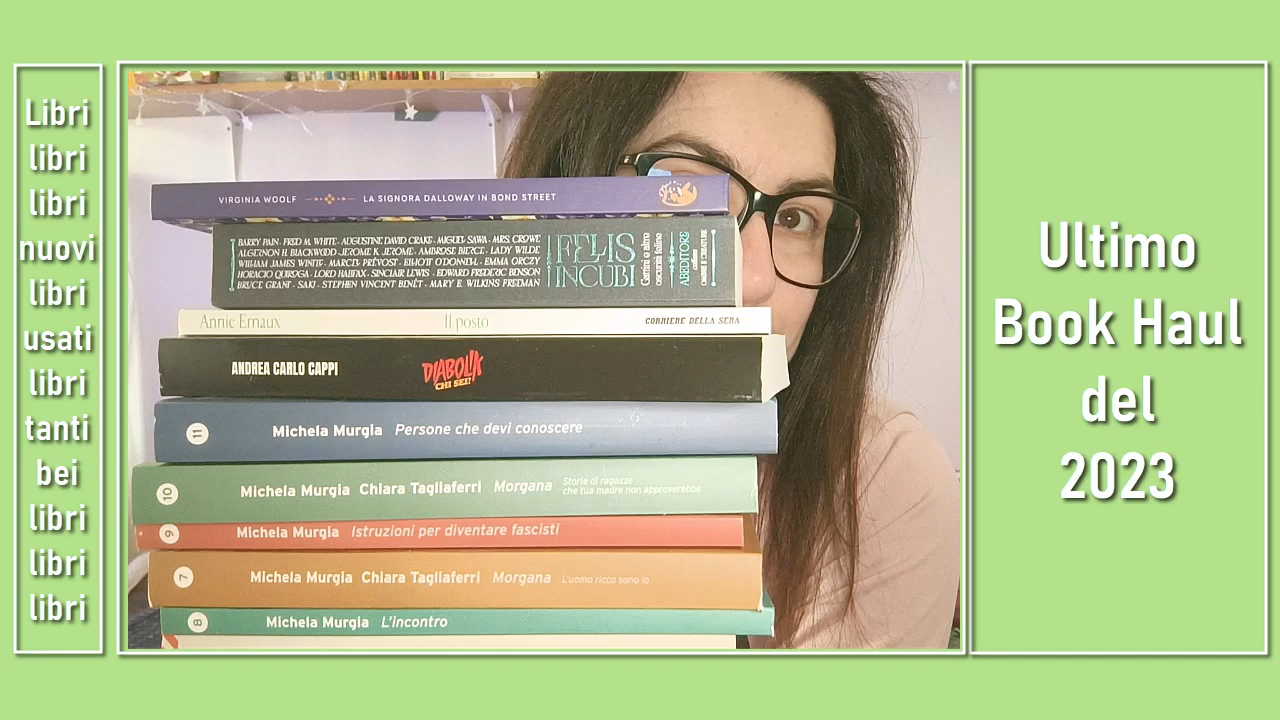 Libri
libri
libri
nuovi
libri
usati
libri
tanti
bei
libri
libri
libri
VIRGINIA WOOLF LA SIGNORA DALLOWAY IN BOND STREET
BARRY PAIN · FRED M. WHITE · AUGUSTINE DAVID CRAKE · MIGUEL SAWA · MRS. CROWE
ALGERNON H. BLACKWOOD · JEROME K. JEROME · AMBROSE BIERCE · LADY WILDE
WILLIAM JAMES WINTLE · MARCEL PRÉVOST · ELLIOTT O'DONNELL · EMMA ORCZY
HORACIO QUIROGA · LORD HALIFAX · SINCLAIR LEWIS · EDWARD FREDERIC BENSON
BRUCE GRANT · SAKI · STEPHEN VINCENT BENÉT · MARY E. WILKINS FREEMAN
FELIS
INCUBI
Gattini o altre
oscurità feline
ABEDITORE
Annie Ernaux Il posto CORRIERE DELLA SERA
ANDREA CARLO CAPPI DIABOLIK
CHI SEI?
11 Michela Murgia Persone che devi conoscere
10 Michela Murgia Chiara Tagliaferri Morgana Storie di ragazze
che tua madre non approverebbe
9 Michela Murgia Istruzioni per diventare fascisti
7 Michela Murgia Chiara Tagliaferri Morgana L'uomo ricco sono io
8 Michela Murgia L'incontro
Ultimo
Book Haul
del
2023